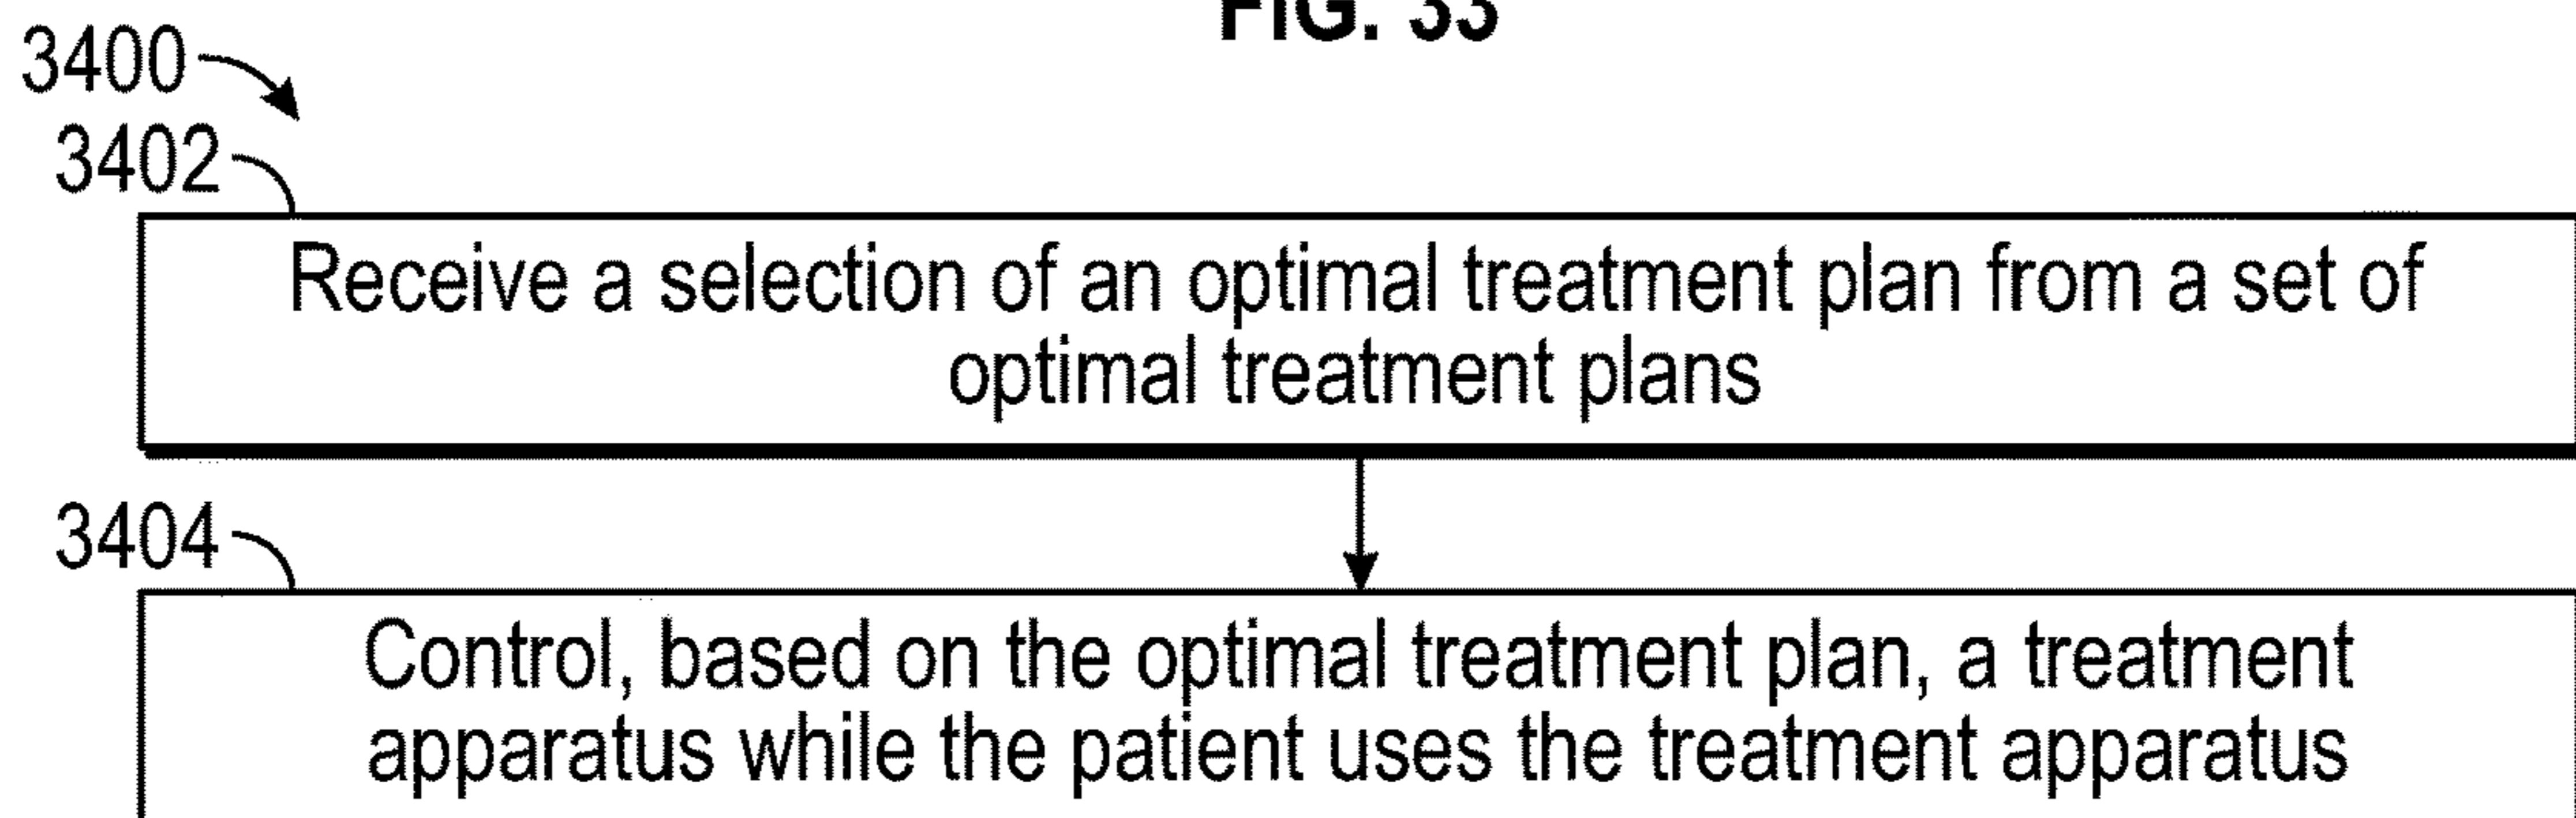 FIG. 33
3400
3402
Receive a selection of an optimal treatment plan from a set of
optimal treatment plans
3404
Control, based on the optimal treatment plan, a treatment
apparatus while the patient uses the treatment apparatus